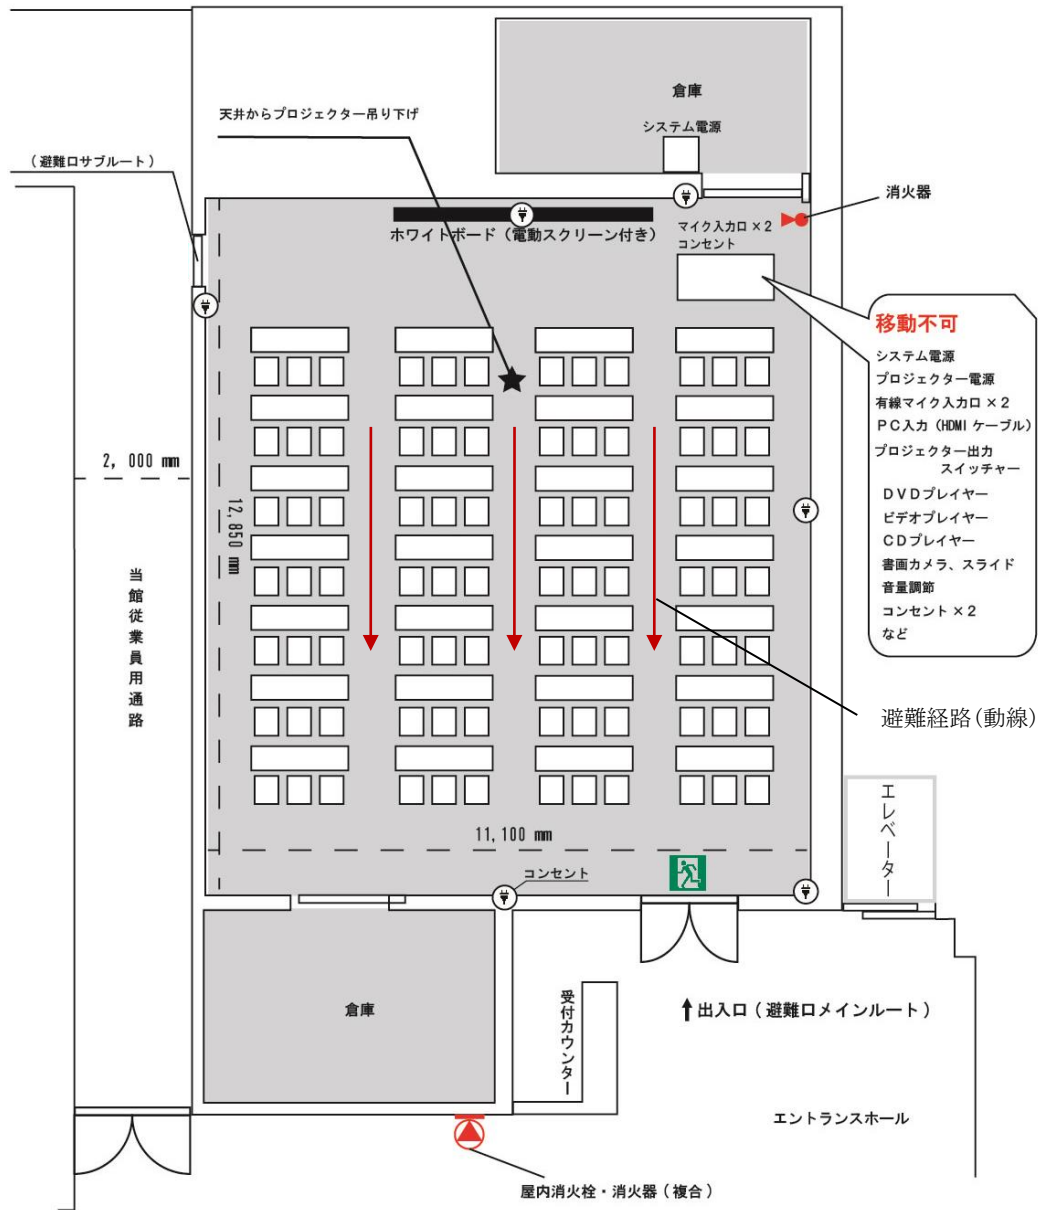 倉庫
天井からプロジェクター吊り下げ
システム電源
(避難口サブルート)
消火器
マイク入力口×2
コンセント
ホワイトボード(電動スクリーン付き)
移動不可
システム電源
プロジェクター電源
有線マイク入力口×2
PC入力(HDMIケーブル)
プロジェクター出力
スイッチャー
DVDプレイヤー
ビデオプレイヤー
CDプレイヤー
書画カメラ、スライド
音量調節
コンセント×2
など
2,000 mm
12,850 mm
当館従業員用通路
避難経路(動線)
エレベーター
11,100 mm
コンセント
倉庫
受付カウンター
⬆出入口(避難口メインルート)
エントランスホール
屋内消火栓・消火器(複合)